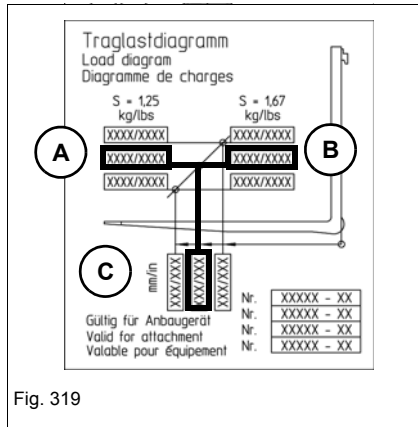 Traglastdiagramm
Load diagram
Diagramme de charges
S = 1,25 S = 1,67
kg/lbs kg/lbs
XXXX/XXXX XXXX/XXXX
A XXXX/XXXX XXXX/XXXX B
XXXX/XXXX XXXX/XXXX
C mm/in XXX/XXX XXX/XXX XXX/XXX
Gültig für Anbaugerät
Valid for attachment
Valable pour équipement
Nr. XXXXX - XX
Nr. XXXXX - XX
Nr. XXXXX - XX
Nr. XXXXX - XX
Fig. 319